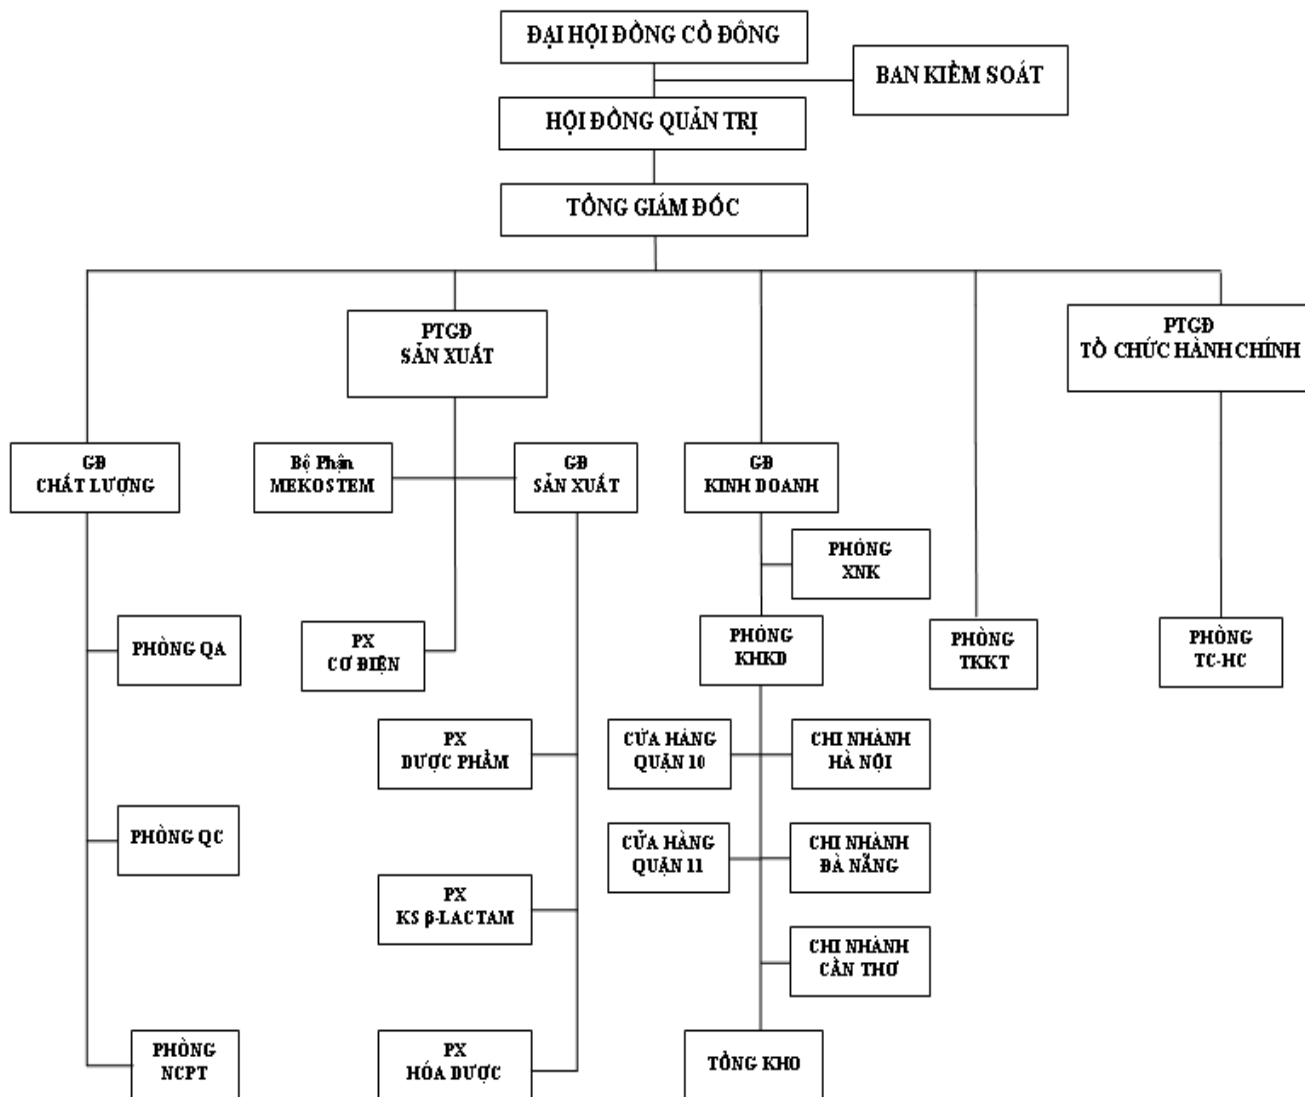 ĐẠI HỘI ĐỒNG CỔ ĐÔNG
BAN KIỂM SOÁT
HỘI ĐỒNG QUẢN TRỊ
TỔNG GIÁM ĐỐC
PTGĐ
SẢN XUẤT
PTGĐ
TỔ CHỨC HÀNH CHÍNH
GĐ
CHẤT LƯỢNG
Bộ Phận
MEKOSTEM
GĐ
SẢN XUẤT
GĐ
KINH DOANH
PHÒNG
XNK
PHÒNG QA
PX
CƠ ĐIỆN
PHÒNG
KHKD
PHÒNG
TKKT
PHÒNG
TC-HC
PX
DƯỢC PHẨM
CỬA HÀNG
QUẬN 10
CHI NHÁNH
HÀ NỘI
PHÒNG QC
CỬA HÀNG
QUẬN 11
CHI NHÁNH
ĐÀ NẴNG
PX
KS β-LACTAM
CHI NHÁNH
CẦN THƠ
PHÒNG
NCPT
PX
HÓA DƯỢC
TỔNG KHO